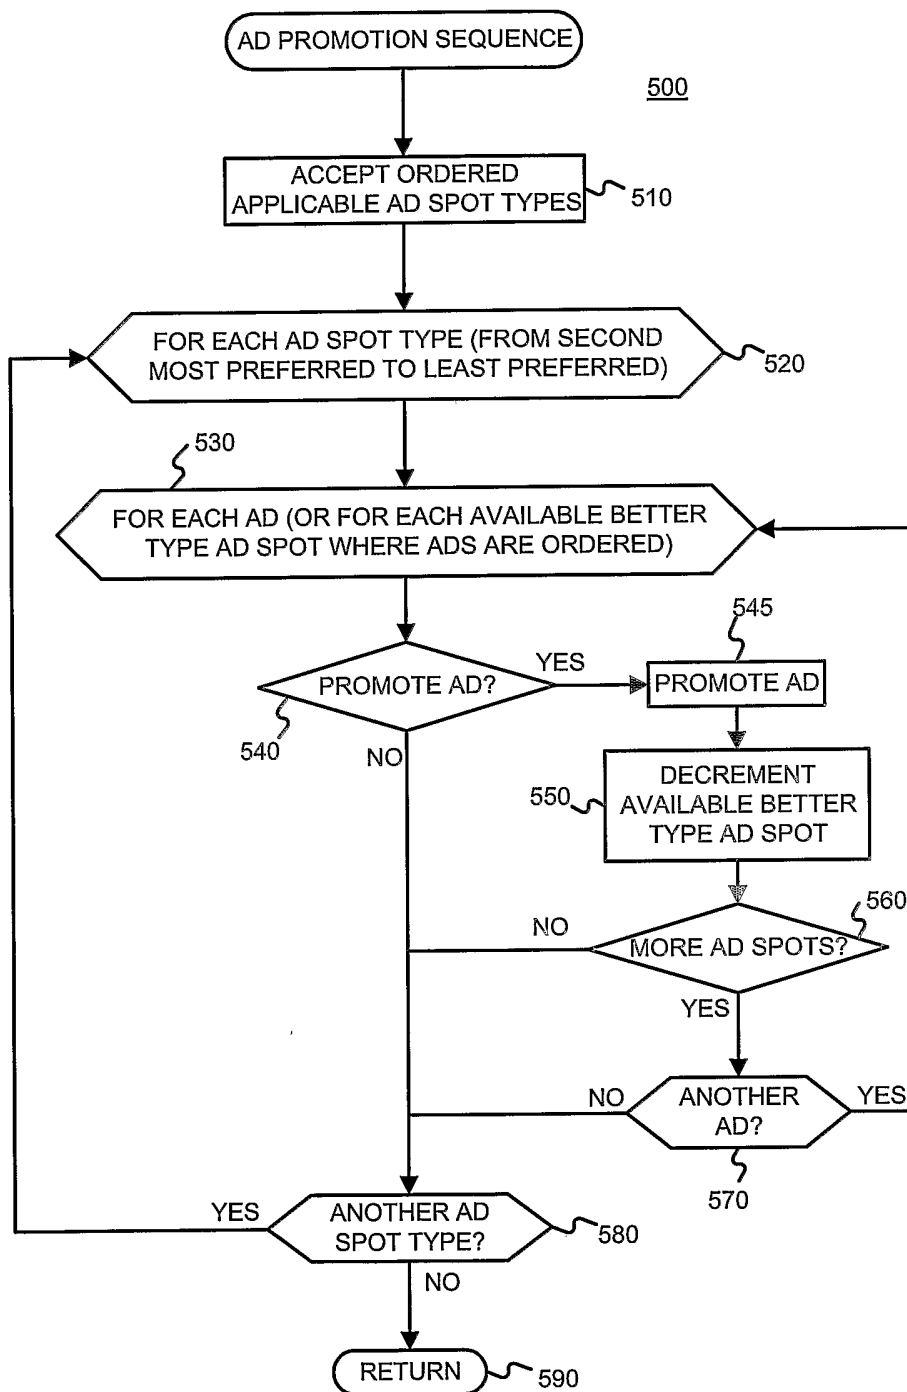 AD PROMOTION SEQUENCE
500
ACCEPT ORDERED
APPLICABLE AD SPOT TYPES
510
FOR EACH AD SPOT TYPE (FROM SECOND
MOST PREFERRED TO LEAST PREFERRED)
520
530
FOR EACH AD (OR FOR EACH AVAILABLE BETTER
TYPE AD SPOT WHERE ADS ARE ORDERED)
545
PROMOTE AD?
YES
PROMOTE AD
540
NO
DECREMENT
AVAILABLE BETTER
TYPE AD SPOT
550
560
NO
MORE AD SPOTS?
YES
NO
ANOTHER
AD?
YES
570
YES
ANOTHER AD
SPOT TYPE?
580
NO
RETURN
590